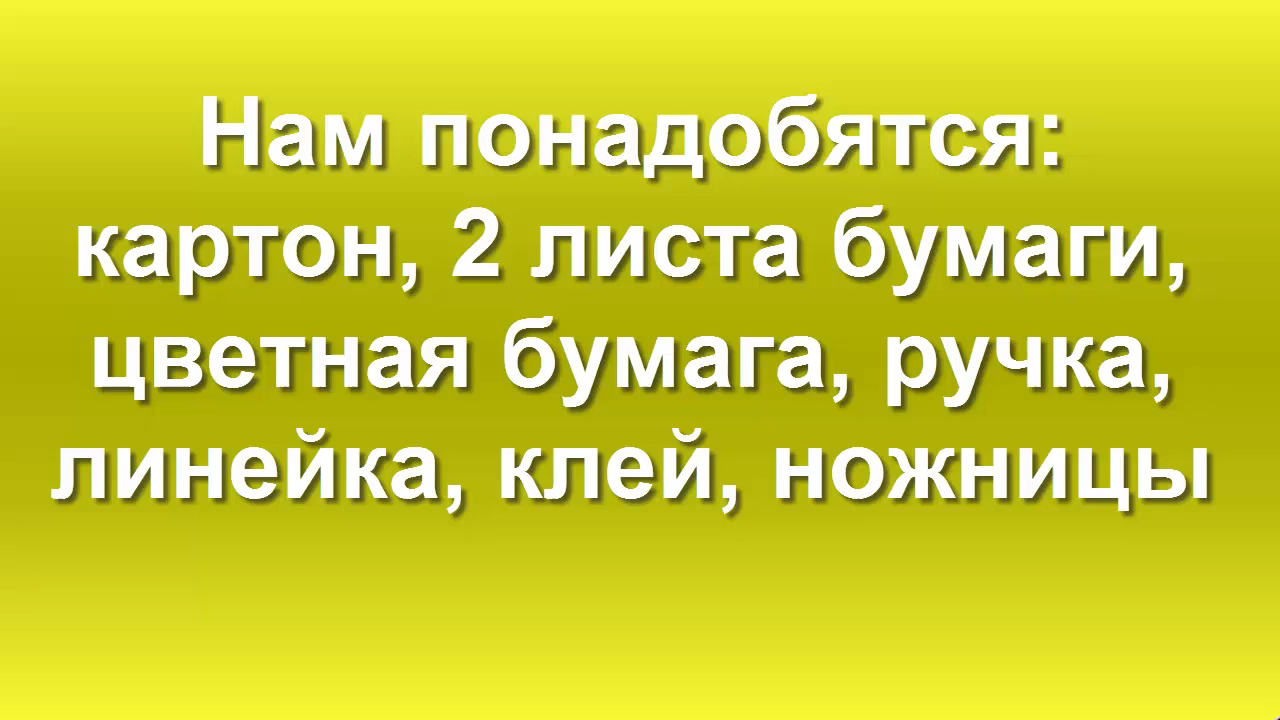 Нам понадобятся:
картон, 2 листа бумаги,
цветная бумага, ручка,
линейка, клей, ножницы